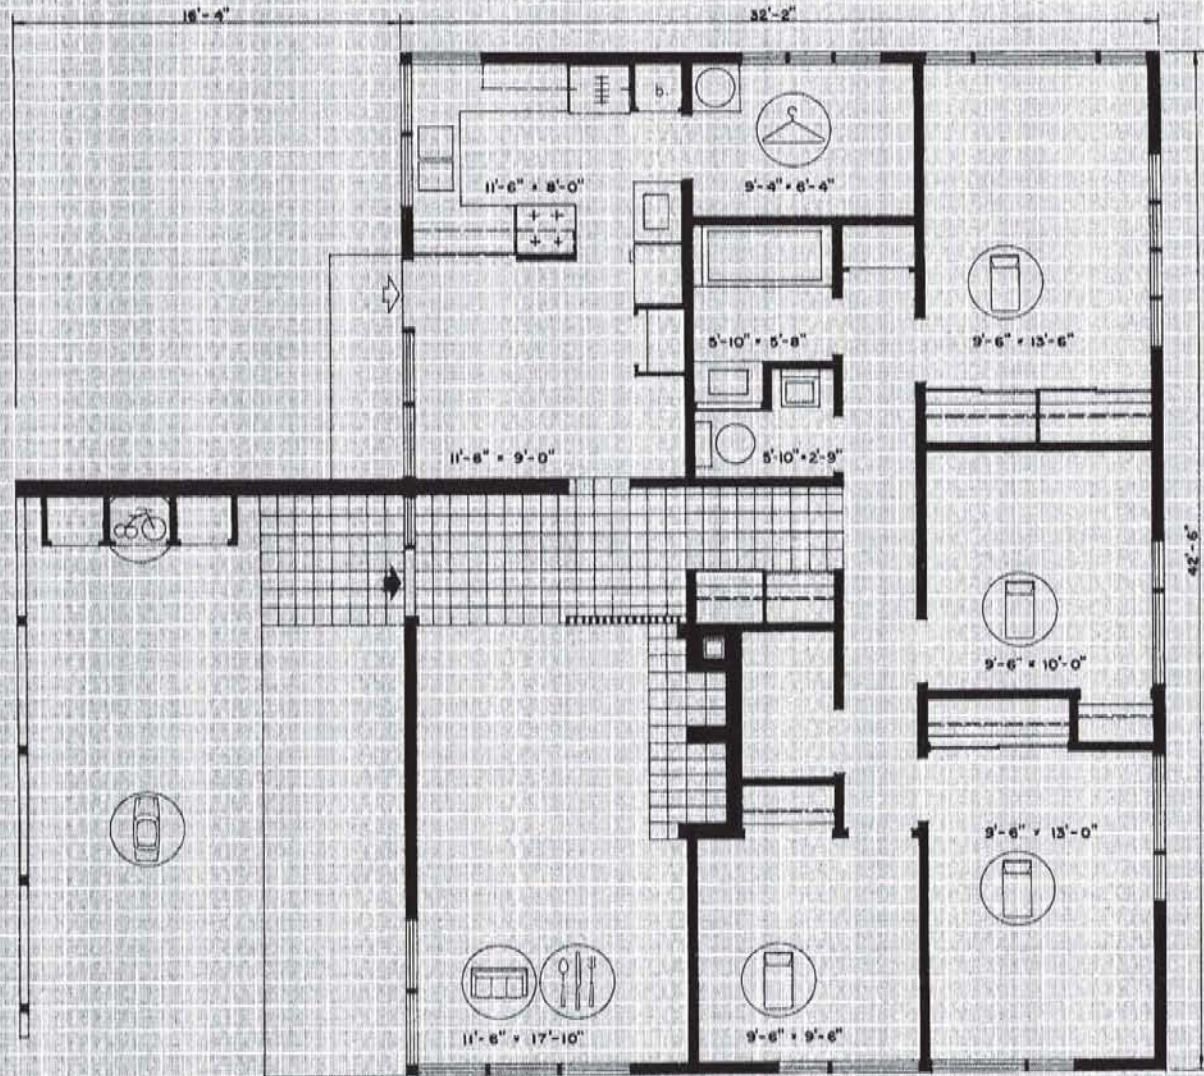 16'-4"
32'-2"
b.
11'-6" × 8'-0"
9'-4" × 6'-4"
5'-10" × 5'-8"
9'-6" × 13'-6"
11'-6" × 9'-0"
5'-10" × 2'-9"
42'-6"
9'-6" × 10'-0"
9'-6" × 13'-0"
11'-6" × 17'-10"
9'-6" × 9'-6"